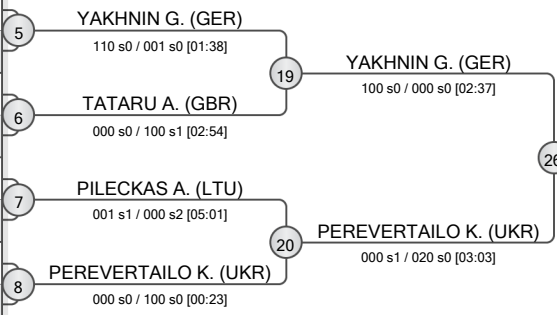 5
YAKHNIN G. (GER)
110 s0 / 001 s0 [01:38]
19
YAKHNIN G. (GER)
100 s0 / 000 s0 [02:37]
6
TATARU A. (GBR)
000 s0 / 100 s1 [02:54]
26
7
PILECKAS A. (LTU)
001 s1 / 000 s2 [05:01]
20
PEREVERTAILO K. (UKR)
000 s1 / 020 s0 [03:03]
8
PEREVERTAILO K. (UKR)
000 s0 / 100 s0 [00:23]